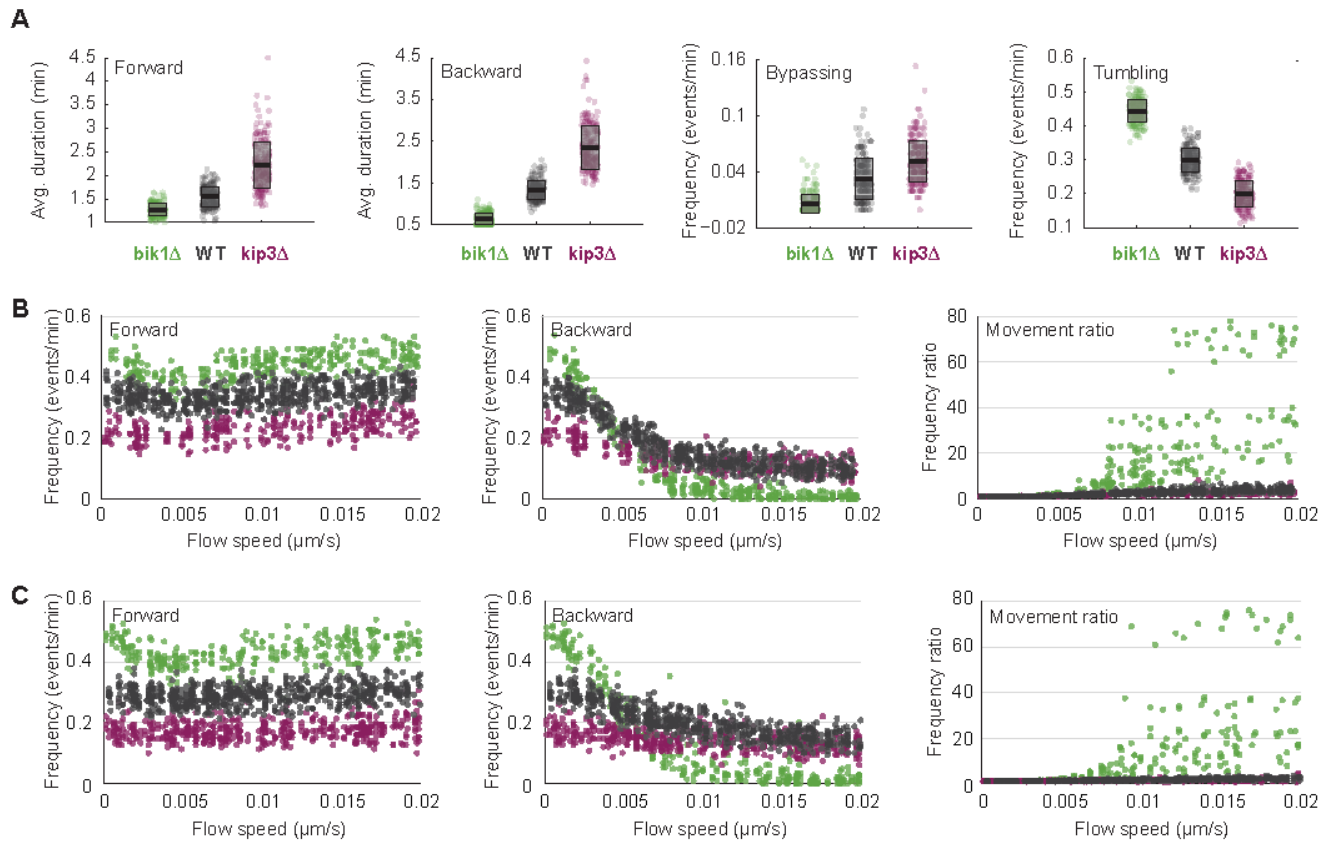 A
Forward
Avg. duration (min)
4.5
4
3.5
3
2.5
2
1.5
1
bik1Δ WT kip3Δ
Backward
Avg. duration (min)
4.5
3.5
2.5
1.5
0.5
bik1Δ WT kip3Δ
Bypassing
Frequency (events/min)
0.16
0.1
0.04
−0.02
bik1Δ WT kip3Δ
Tumbling
Frequency (events/min)
0.6
0.5
0.4
0.3
0.2
0.1
bik1Δ WT kip3Δ
B
Forward
Frequency (events/min)
0.6
0.4
0.2
0
0 0.005 0.01 0.015 0.02
Flow speed (μm/s)
Backward
Frequency (events/min)
0.6
0.4
0.2
0
0 0.005 0.01 0.015 0.02
Flow speed (μm/s)
Movement ratio
Frequency ratio
80
60
40
20
0
0 0.005 0.01 0.015 0.02
Flow speed (μm/s)
C
Forward
Frequency (events/min)
0.6
0.4
0.2
0
0 0.005 0.01 0.015 0.02
Flow speed (μm/s)
Backward
Frequency (events/min)
0.6
0.4
0.2
0
0 0.005 0.01 0.015 0.02
Flow speed (μm/s)
Movement ratio
Frequency ratio
80
60
40
20
0
0 0.005 0.01 0.015 0.02
Flow speed (μm/s)